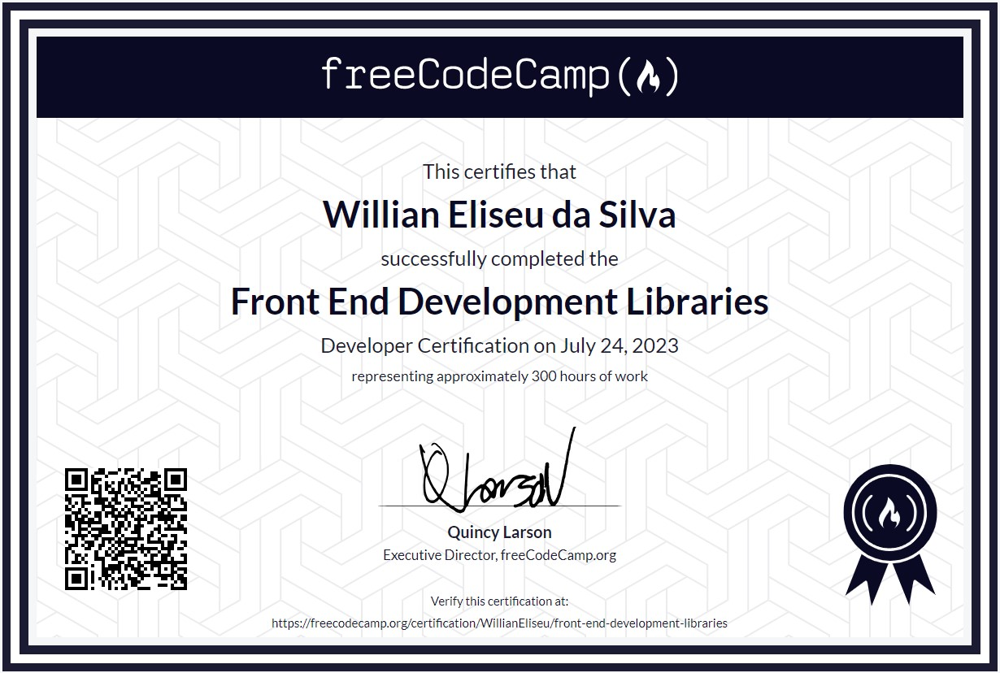 freeCodeCamp
This certifies that
Willian Eliseu da Silva
successfully completed the
Front End Development Libraries
Developer Certification on July 24, 2023
representing approximately 300 hours of work
Q Larson
Quincy Larson
Executive Director, freeCodeCamp.org
Verify this certification at:
https://freecodecamp.org/certification/WillianEliseu/front-end-development-libraries